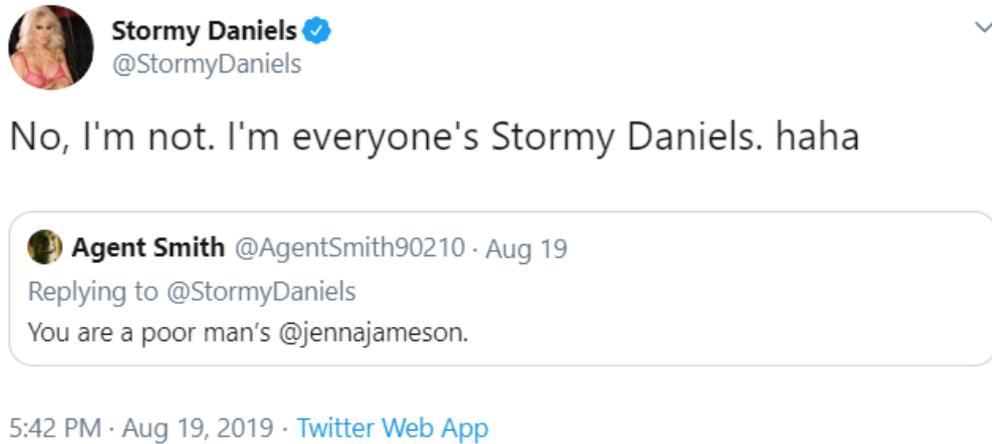 Stormy Daniels
@StormyDaniels
No, I'm not. I'm everyone's Stormy Daniels. haha
Agent Smith @AgentSmith90210 · Aug 19
Replying to @StormyDaniels
You are a poor man’s @jennajameson.
5:42 PM · Aug 19, 2019 · Twitter Web App